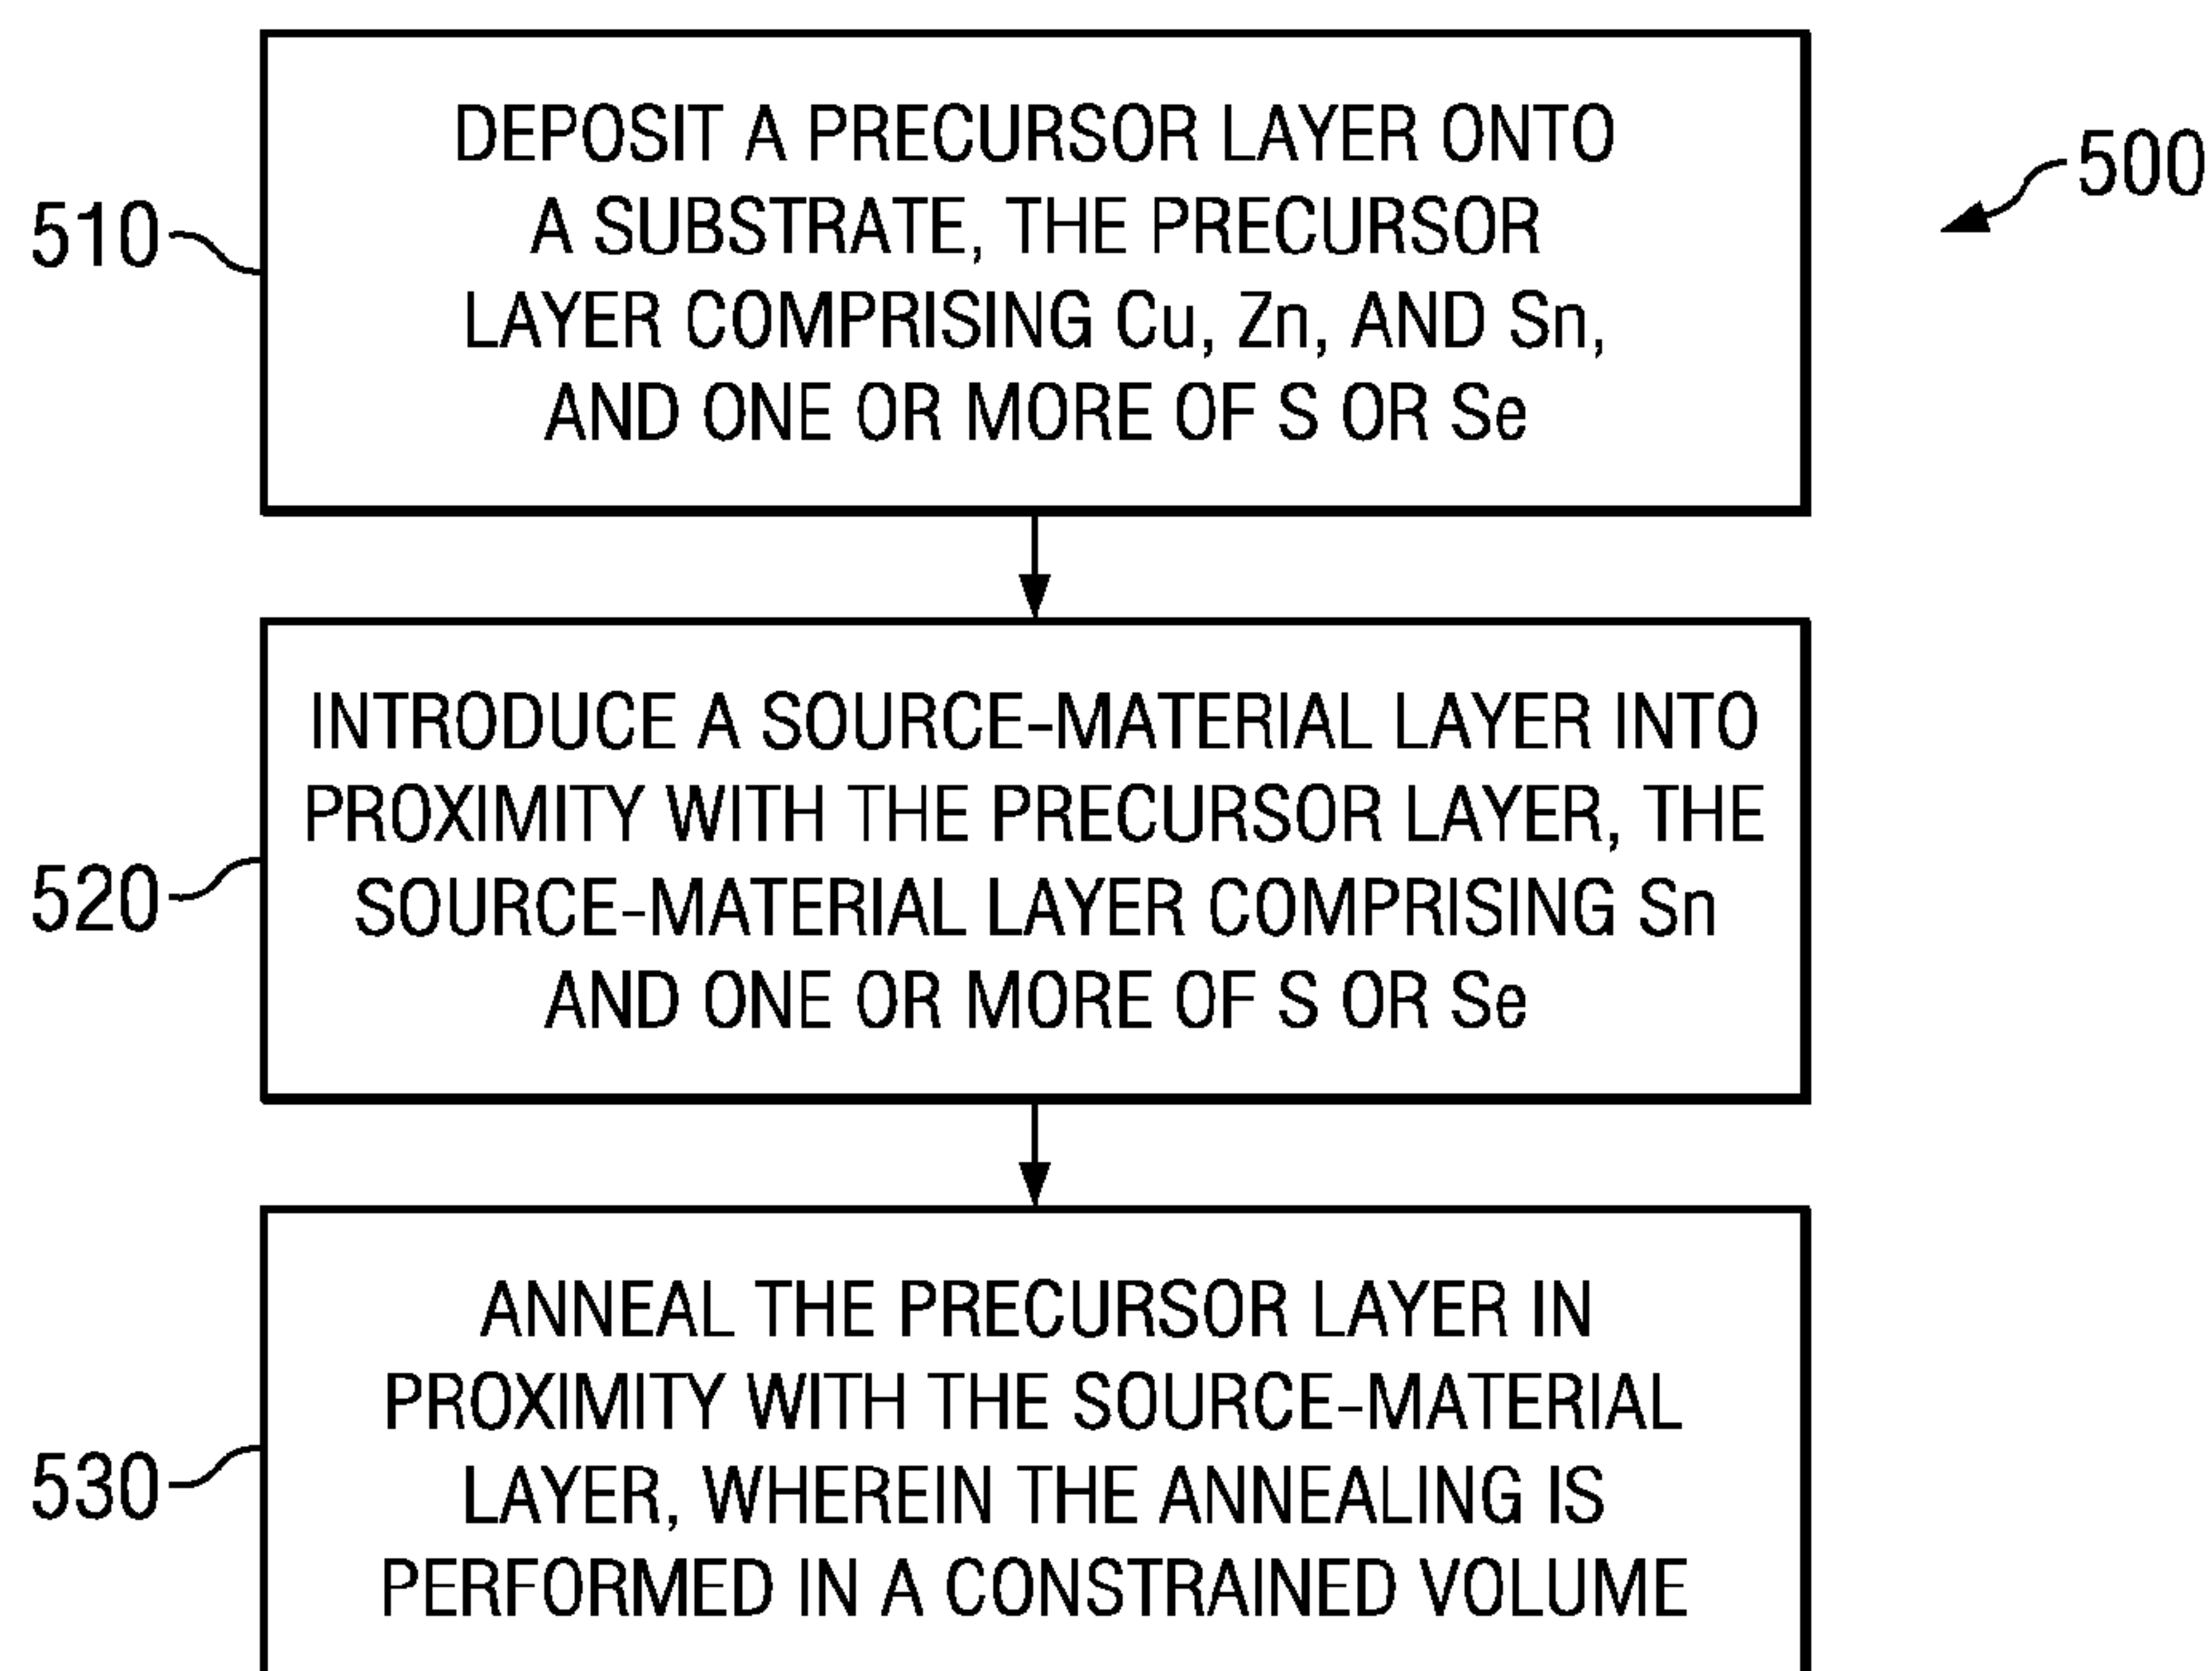 500
510
DEPOSIT A PRECURSOR LAYER ONTO
A SUBSTRATE, THE PRECURSOR
LAYER COMPRISING Cu, Zn, AND Sn,
AND ONE OR MORE OF S OR Se
520
INTRODUCE A SOURCE-MATERIAL LAYER INTO
PROXIMITY WITH THE PRECURSOR LAYER, THE
SOURCE-MATERIAL LAYER COMPRISING Sn
AND ONE OR MORE OF S OR Se
530
ANNEAL THE PRECURSOR LAYER IN
PROXIMITY WITH THE SOURCE-MATERIAL
LAYER, WHEREIN THE ANNEALING IS
PERFORMED IN A CONSTRAINED VOLUME